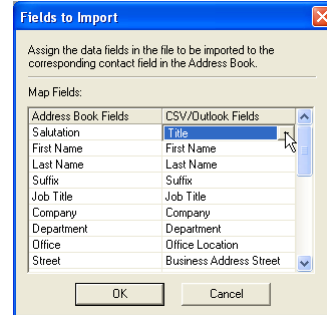 Fields to Import
Assign the data fields in the file to be imported to the
corresponding contact field in the Address Book.
Map Fields:
Address Book Fields CSV/Outlook Fields
Salutation Title
First Name First Name
Last Name Last Name
Suffix Suffix
Job Title Job Title
Company Company
Department Department
Office Office Location
Street Business Address Street
OK Cancel